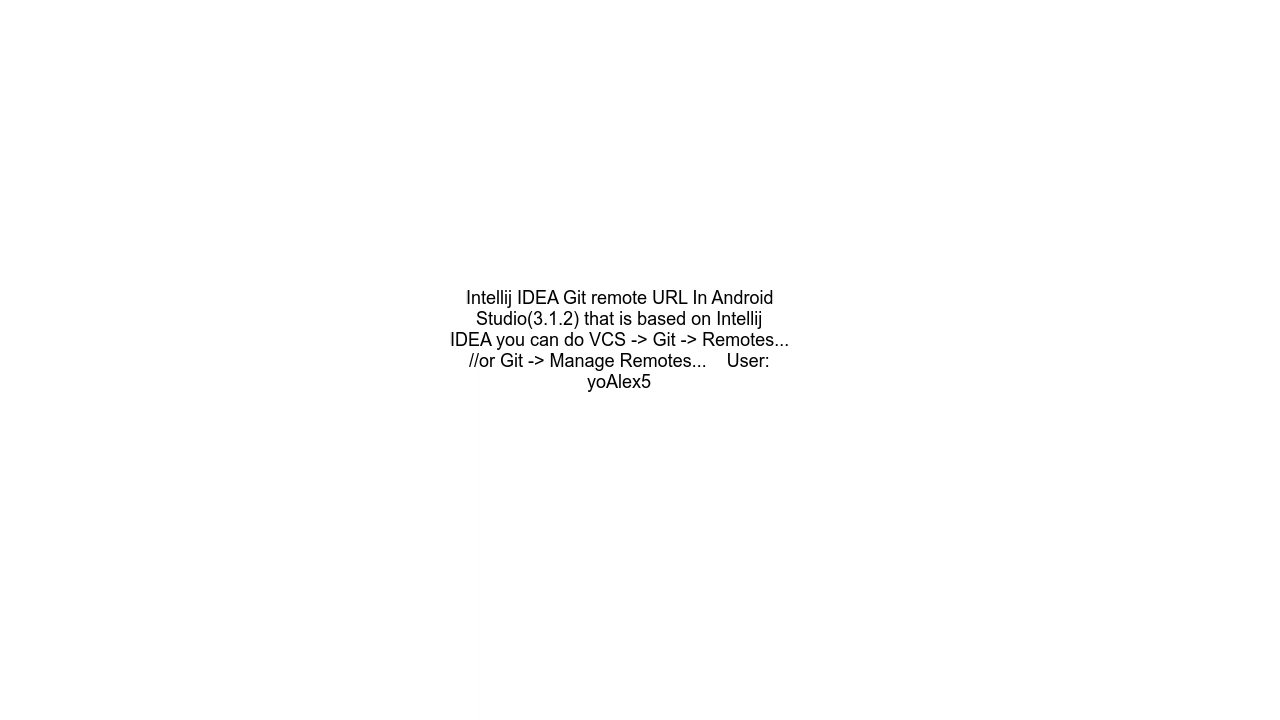 Intellij IDEA Git remote URL In Android
Studio(3.1.2) that is based on Intellij
IDEA you can do VCS -> Git -> Remotes...
//or Git -> Manage Remotes...    User:
yoAlex5